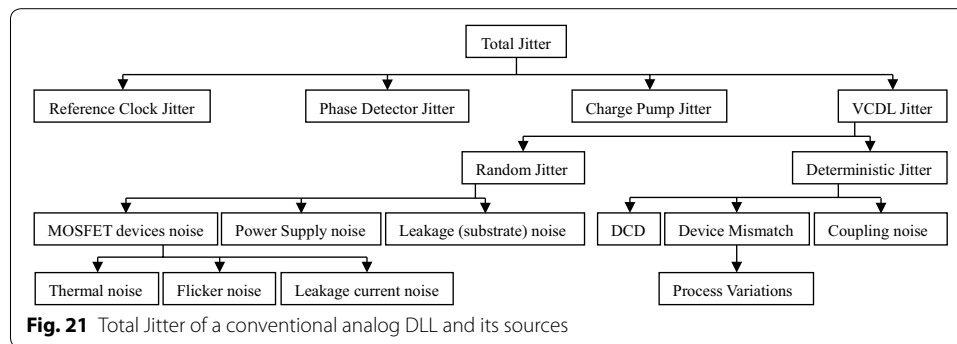 Total Jitter
Reference Clock Jitter
Phase Detector Jitter
Charge Pump Jitter
VCDL Jitter
Random Jitter
Deterministic Jitter
MOSFET devices noise
Power Supply noise
Leakage (substrate) noise
DCD
Device Mismatch
Coupling noise
Thermal noise
Flicker noise
Leakage current noise
Process Variations
Fig. 21 Total Jitter of a conventional analog DLL and its sources